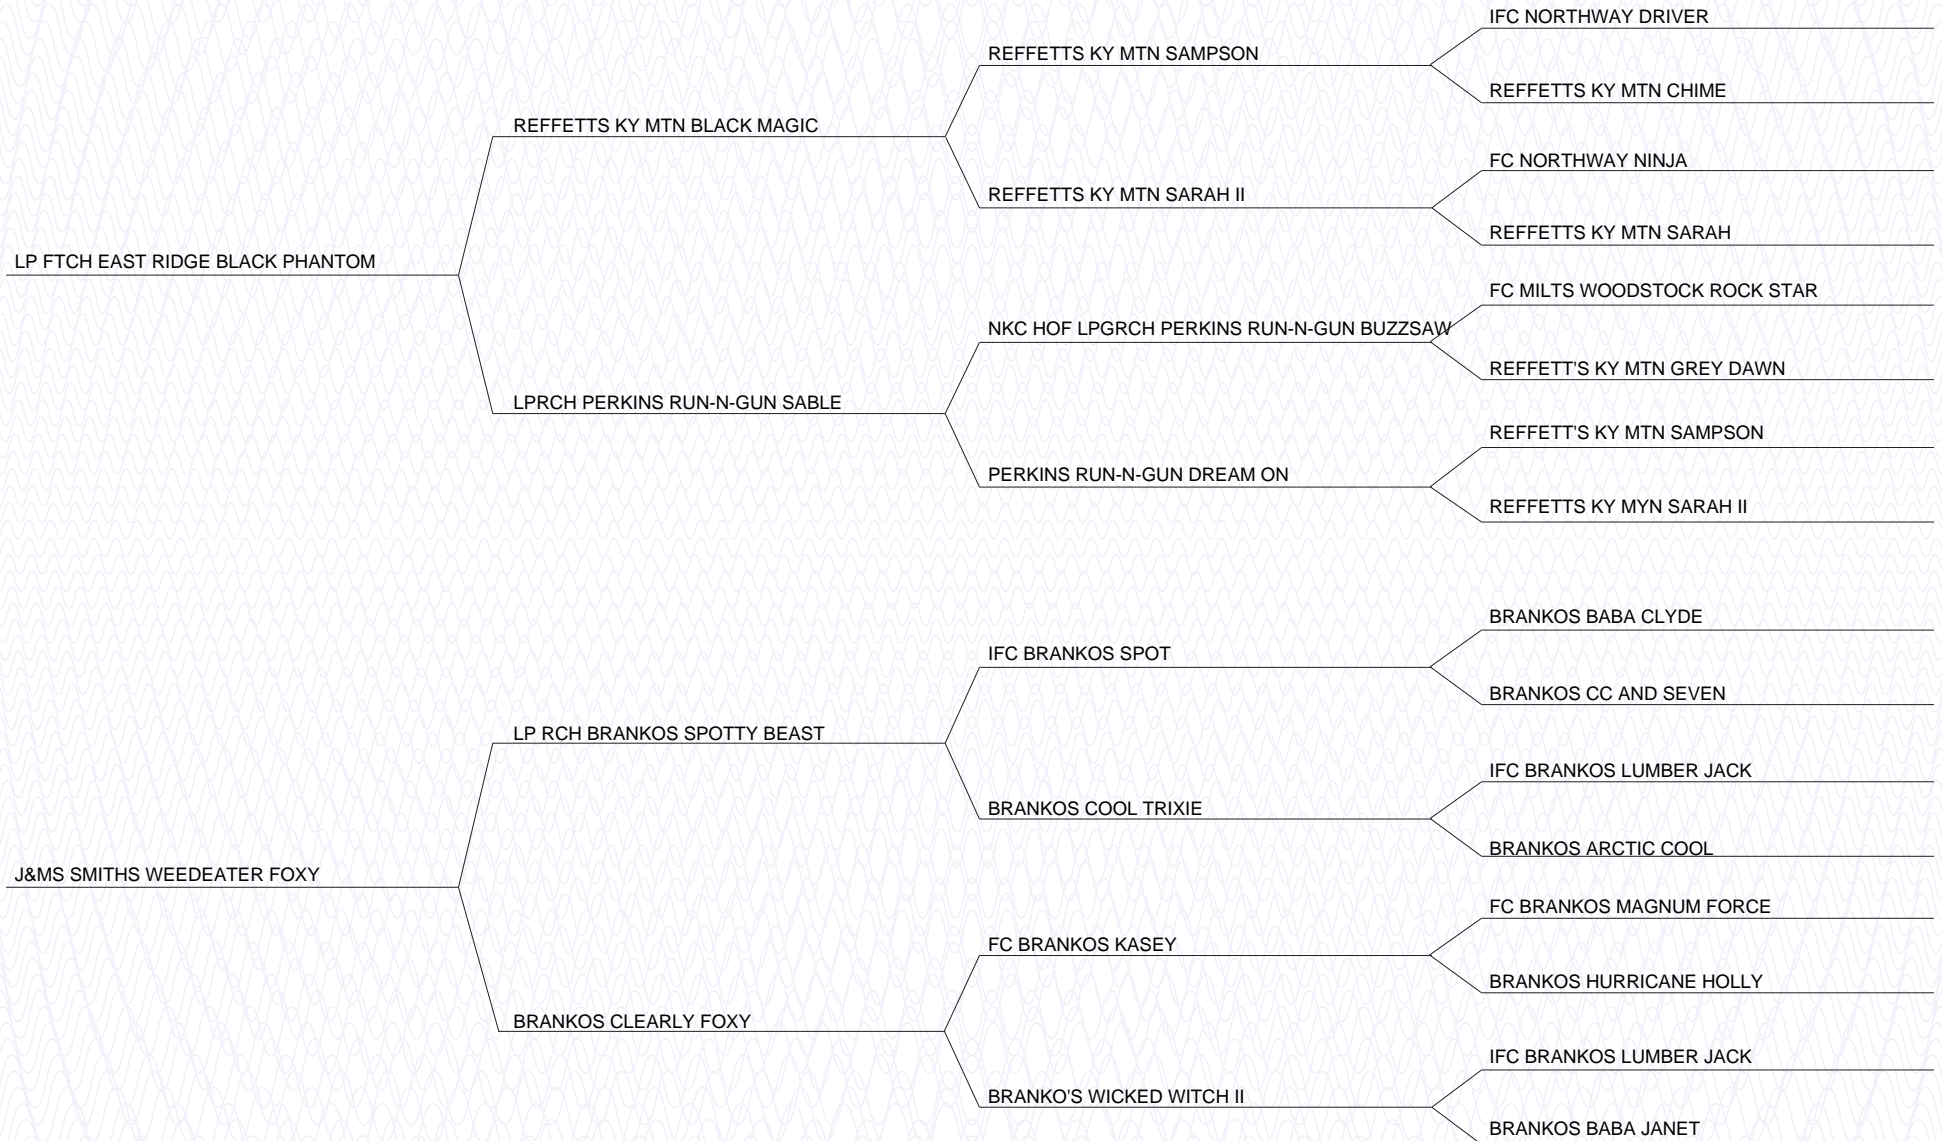 IFC NORTHWAY DRIVER
REFFETTS KY MTN SAMPSON
REFFETTS KY MTN CHIME
REFFETTS KY MTN BLACK MAGIC
FC NORTHWAY NINJA
REFFETTS KY MTN SARAH II
REFFETTS KY MTN SARAH
LP FTCH EAST RIDGE BLACK PHANTOM
FC MILTS WOODSTOCK ROCK STAR
NKC HOF LPGRCH PERKINS RUN-N-GUN BUZZSAW
REFFETT'S KY MTN GREY DAWN
LPRCH PERKINS RUN-N-GUN SABLE
REFFETT'S KY MTN SAMPSON
PERKINS RUN-N-GUN DREAM ON
REFFETTS KY MYN SARAH II
BRANKOS BABA CLYDE
IFC BRANKOS SPOT
BRANKOS CC AND SEVEN
LP RCH BRANKOS SPOTTY BEAST
IFC BRANKOS LUMBER JACK
BRANKOS COOL TRIXIE
BRANKOS ARCTIC COOL
J&MS SMITHS WEEDEATER FOXY
FC BRANKOS MAGNUM FORCE
FC BRANKOS KASEY
BRANKOS HURRICANE HOLLY
BRANKOS CLEARLY FOXY
IFC BRANKOS LUMBER JACK
BRANKO'S WICKED WITCH II
BRANKOS BABA JANET